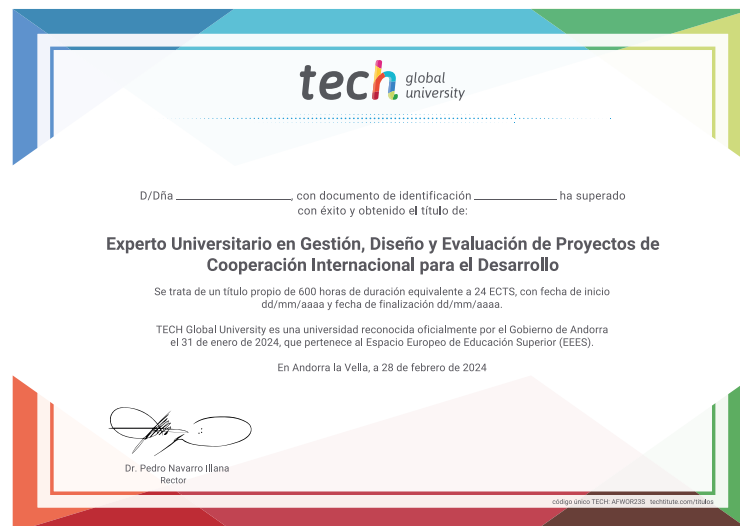 tech global university
D/Dña ________________, con documento de identificación ____________ ha superado
con éxito y obtenido el título de:
Experto Universitario en Gestión, Diseño y Evaluación de Proyectos de
Cooperación Internacional para el Desarrollo
Se trata de un título propio de 600 horas de duración equivalente a 24 ECTS, con fecha de inicio
dd/mm/aaaa y fecha de finalización dd/mm/aaaa.
TECH Global University es una universidad reconocida oficialmente por el Gobierno de Andorra
el 31 de enero de 2024, que pertenece al Espacio Europeo de Educación Superior (EEES).
En Andorra la Vella, a 28 de febrero de 2024
Dr. Pedro Navarro Illana
Rector
código único TECH: AFWOR23S techtitute.com/titulos